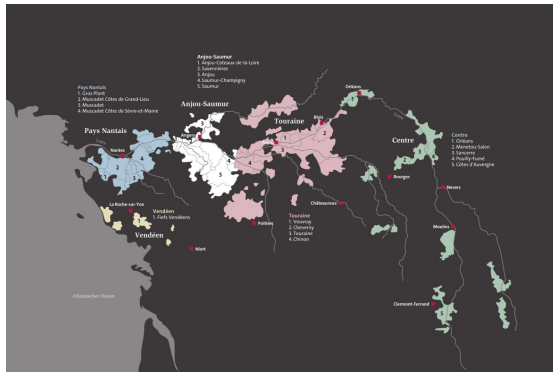 Anjou-Saumur
1. Anjou-Coteaux-de-la-Loire
2. Savennières
3. Anjou
4. Saumur-Champigny
5. Saumur
Pays Nantais
1. Gros Plant
2. Muscadet Côtes de Grand-Lieu
3. Muscadet
4. Muscadet Côtes de Sèvre-et-Maine
Orléans
Anjou-Saumur
Blois
Touraine
Pays Nantais
Angers
Nantes
Centre
Centre
1. Orléans
2. Menetou-Salon
3. Sancerre
4. Pouilly-Fumé
5. Côtes d'Auvergne
Bourges
Nevers
La Roche-sur-Yon
Vendéen
1. Fiefs Vendéens
Châteauroux
Touraine
1. Vouvray
2. Cheverny
3. Touraine
4. Chinon
Poitiers
Moulins
Vendéen
Niort
Atlantischer Ozean
Clermont-Ferrand